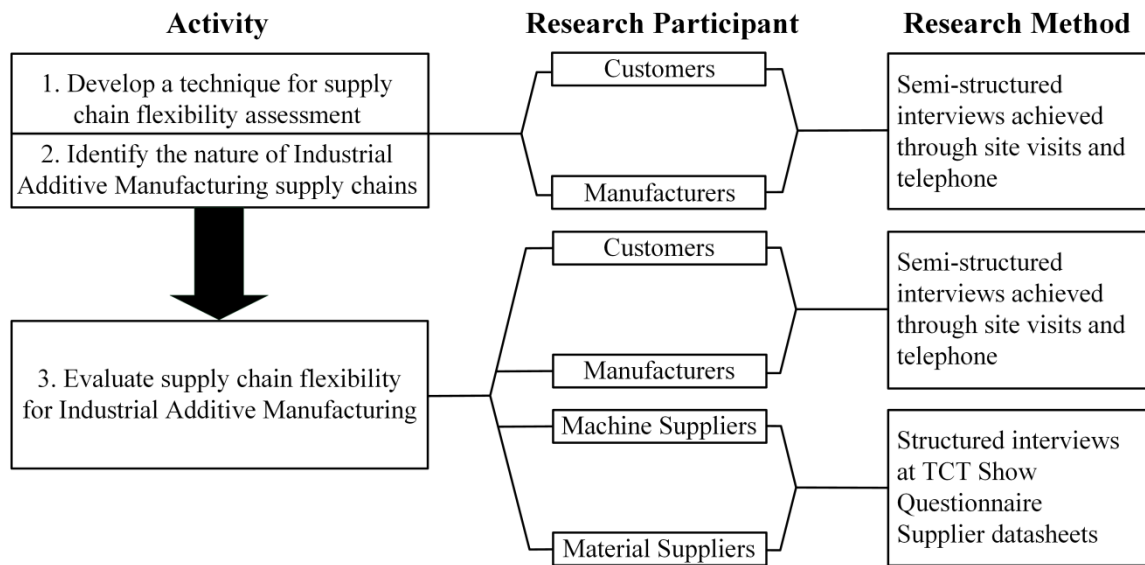 Activity
Research Participant
Research Method
1. Develop a technique for supply
chain flexibility assessment
2. Identify the nature of Industrial
Additive Manufacturing supply chains
Customers
Manufacturers
Semi-structured
interviews achieved
through site visits and
telephone
3. Evaluate supply chain flexibility
for Industrial Additive Manufacturing
Customers
Manufacturers
Machine Suppliers
Material Suppliers
Semi-structured
interviews achieved
through site visits and
telephone
Structured interviews
at TCT Show
Questionnaire
Supplier datasheets